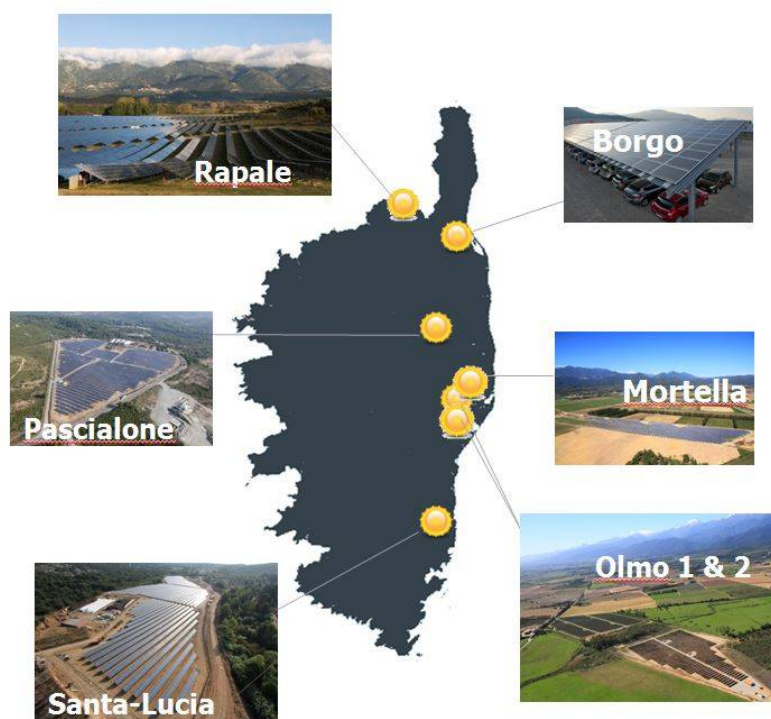 Rapale
Borgo
Pascialone
Mortella
Olmo 1 & 2
Santa-Lucia